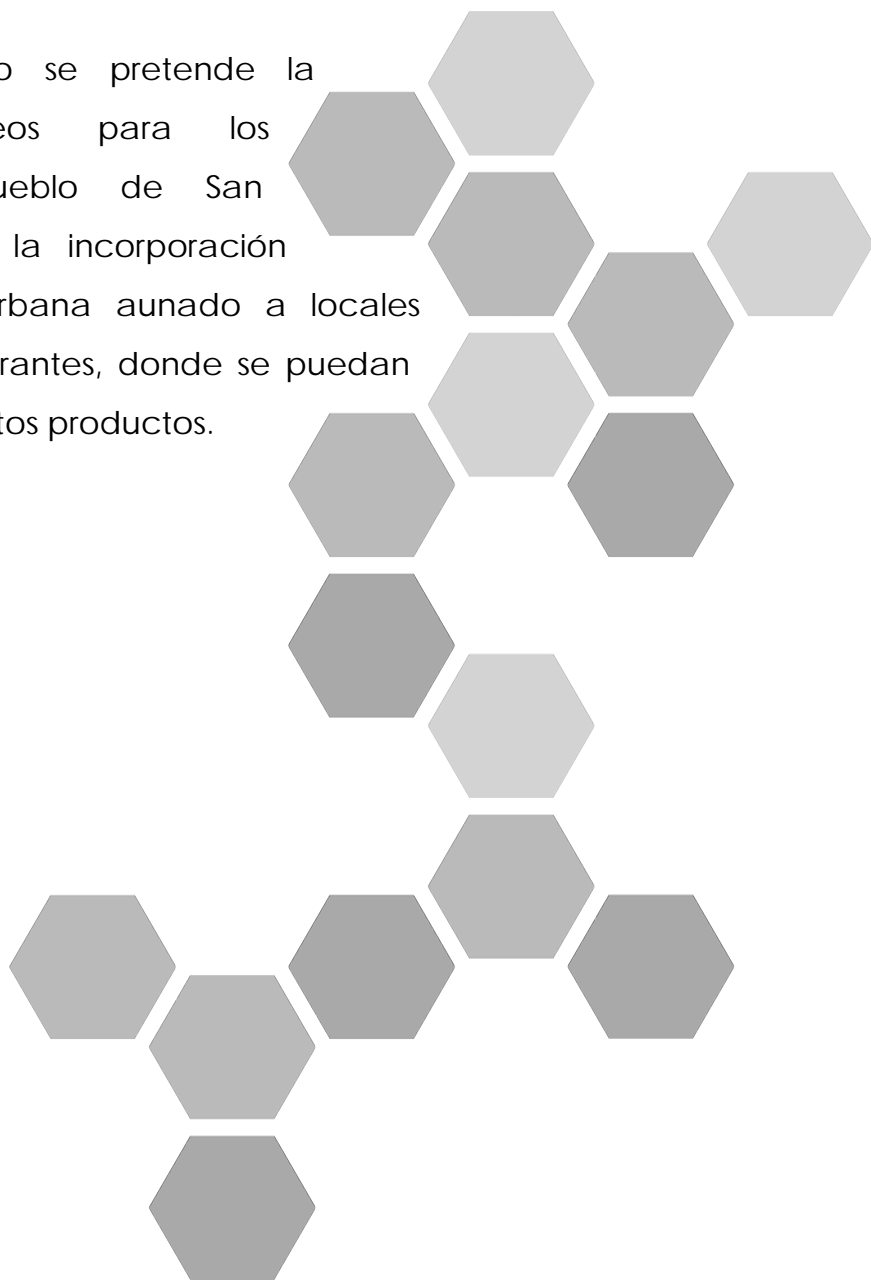 o se pretende la
eos para los
ueblo de San
la incorporación
rbana aunado a locales
rantes, donde se puedan
tos productos.